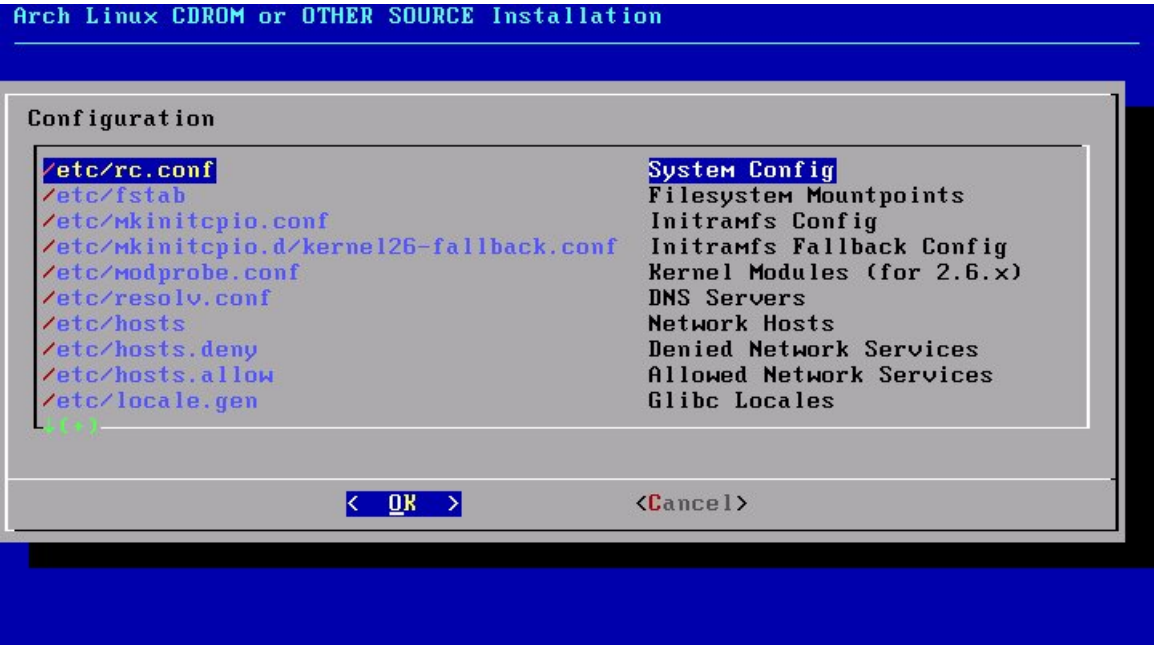 Arch Linux CDROM or OTHER SOURCE Installation
Configuration
/etc/rc.conf System Config
/etc/fstab Filesystem Mountpoints
/etc/mkinitcpio.conf Initramfs Config
/etc/mkinitcpio.d/kernel26-fallback.conf Initramfs Fallback Config
/etc/modprobe.conf Kernel Modules (for 2.6.x)
/etc/resolv.conf DNS Servers
/etc/hosts Network Hosts
/etc/hosts.deny Denied Network Services
/etc/hosts.allow Allowed Network Services
/etc/locale.gen Glibc Locales
↓(+)
< OK > <Cancel>